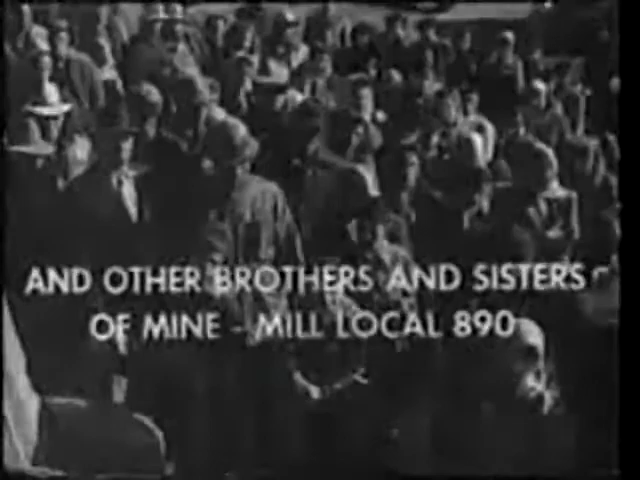 AND OTHER BROTHERS AND SISTERS
OF MINE - MILL LOCAL 890